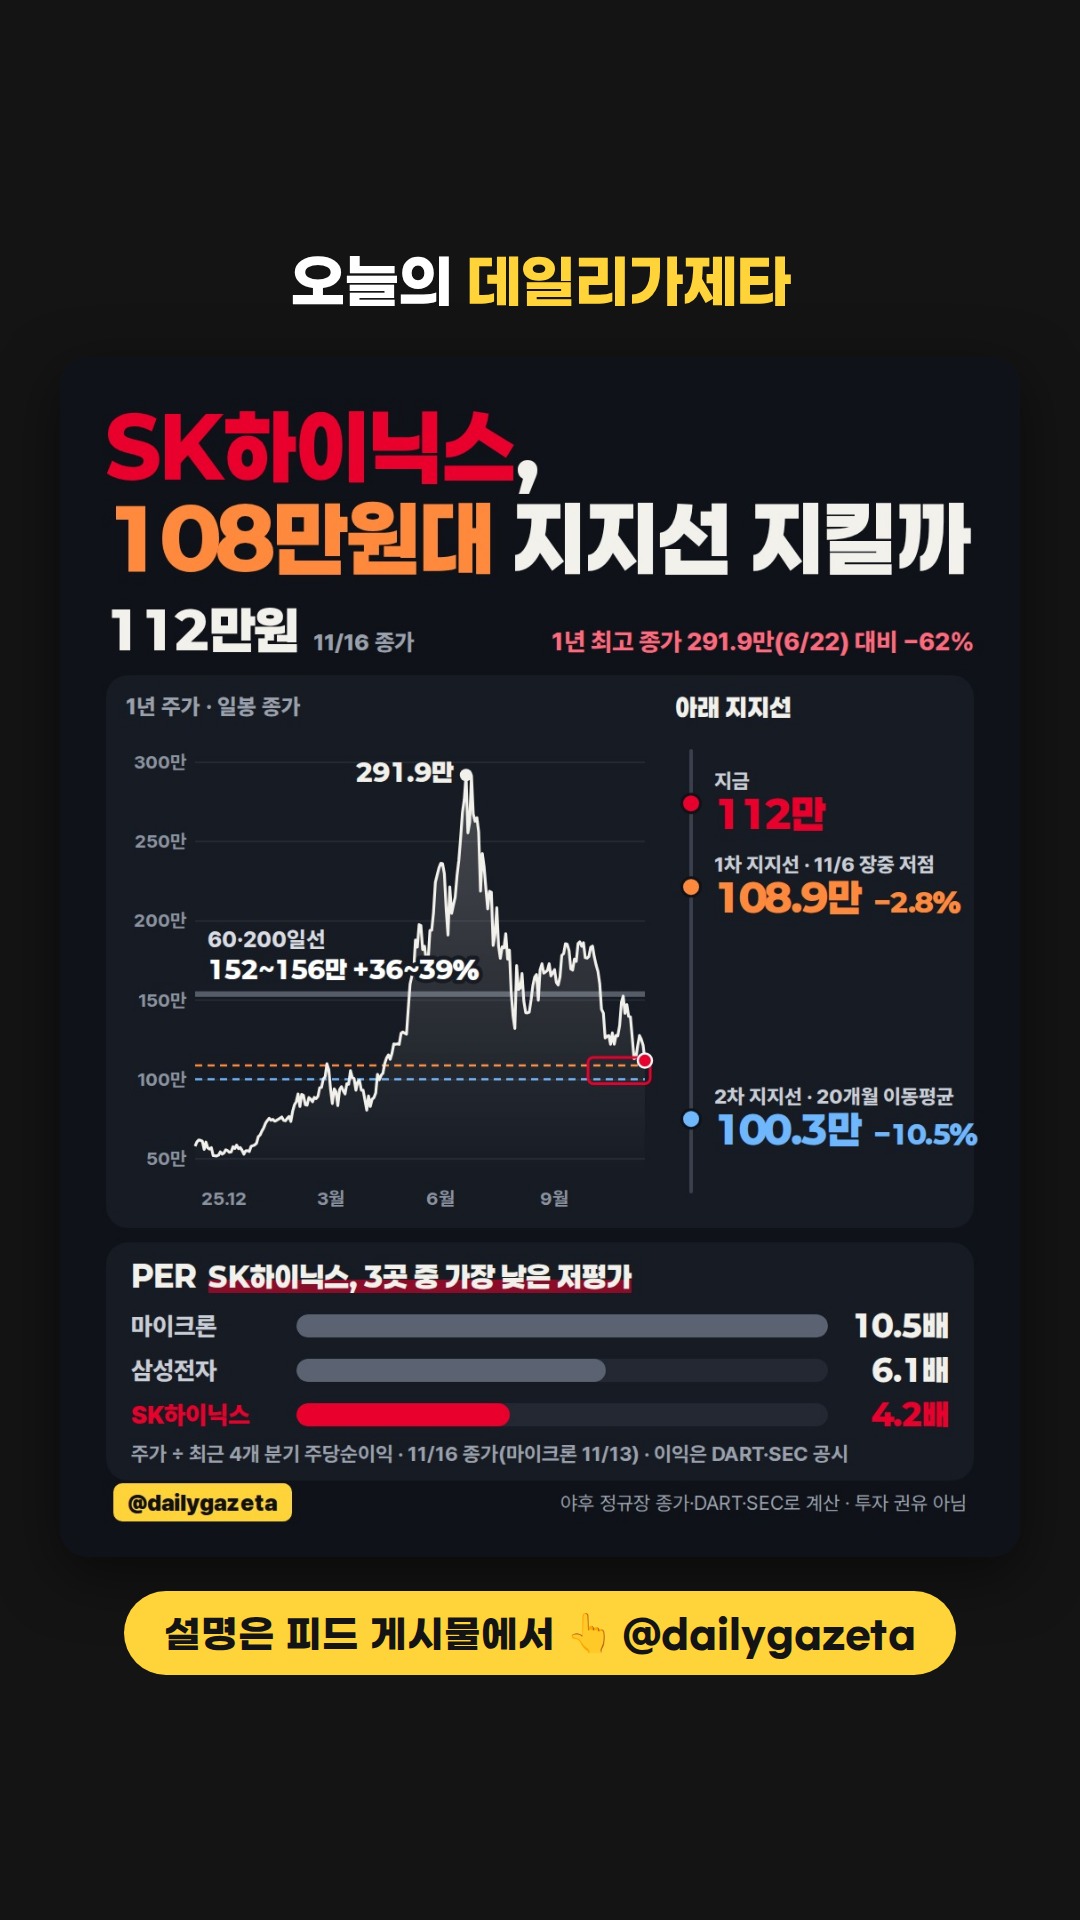 오늘의 데일리가제타
SK하이닉스,
108만원대 지지선 지킬까
112만원 11/16 종가
1년 최고 종가 291.9만(6/22) 대비 −62%
1년 주가 · 일봉 종가
300만
250만
200만
150만
100만
50만
291.9만
60·200일선
152~156만 +36~39%
25.12 3월 6월 9월
아래 지지선
지금
112만
1차 지지선 · 11/6 장중 저점
108.9만 −2.8%
2차 지지선 · 20개월 이동평균
100.3만 −10.5%
PER SK하이닉스, 3곳 중 가장 낮은 저평가
마이크론 10.5배
삼성전자 6.1배
SK하이닉스 4.2배
주가 ÷ 최근 4개 분기 주당순이익 · 11/16 종가(마이크론 11/13) · 이익은 DART·SEC 공시
@dailygazeta
야후 정규장 종가·DART·SEC로 계산 · 투자 권유 아님
설명은 피드 게시물에서 👆 @dailygazeta